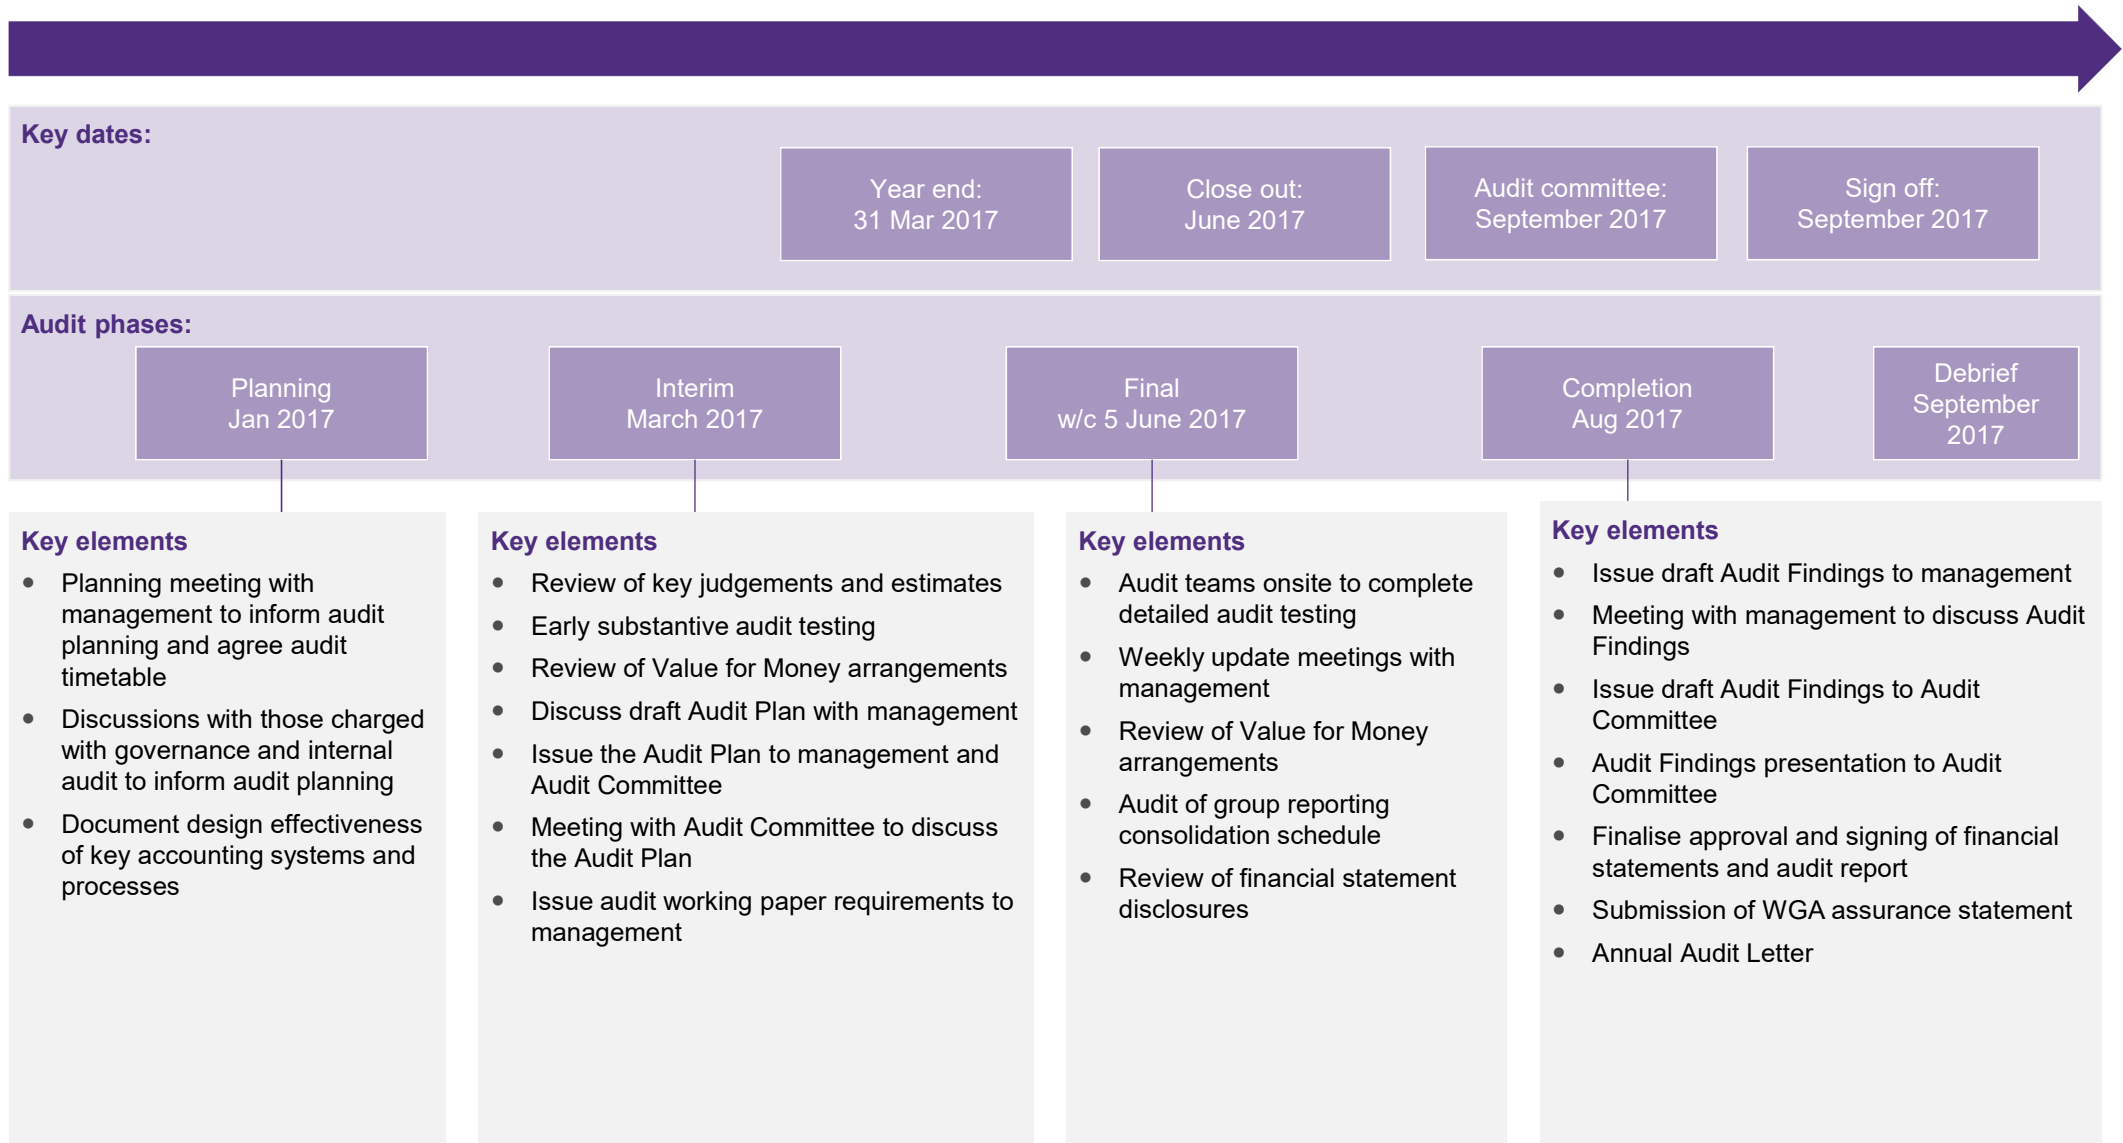 Key dates:
Year end:
31 Mar 2017
Close out:
June 2017
Audit committee:
September 2017
Sign off:
September 2017
Audit phases:
Planning
Jan 2017
Interim
March 2017
Final
w/c 5 June 2017
Completion
Aug 2017
Debrief
September
2017
Key elements
• Planning meeting with
management to inform audit
planning and agree audit
timetable
• Discussions with those charged
with governance and internal
audit to inform audit planning
• Document design effectiveness
of key accounting systems and
processes
Key elements
• Review of key judgements and estimates
• Early substantive audit testing
• Review of Value for Money arrangements
• Discuss draft Audit Plan with management
• Issue the Audit Plan to management and
Audit Committee
• Meeting with Audit Committee to discuss
the Audit Plan
• Issue audit working paper requirements to
management
Key elements
• Audit teams onsite to complete
detailed audit testing
• Weekly update meetings with
management
• Review of Value for Money
arrangements
• Audit of group reporting
consolidation schedule
• Review of financial statement
disclosures
Key elements
• Issue draft Audit Findings to management
• Meeting with management to discuss Audit
Findings
• Issue draft Audit Findings to Audit
Committee
• Audit Findings presentation to Audit
Committee
• Finalise approval and signing of financial
statements and audit report
• Submission of WGA assurance statement
• Annual Audit Letter